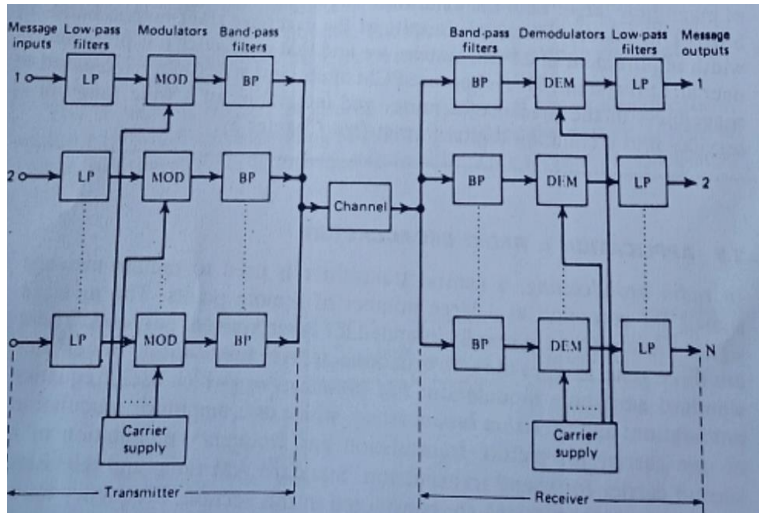 Message inputs
Low-pass filters
Modulators
Band-pass filters
Band-pass filters
Demodulators
Low-pass filters
Message outputs
1
LP
MOD
BP
BP
DEM
LP
1
2
LP
MOD
BP
Channel
BP
DEM
LP
2
LP
MOD
BP
BP
DEM
LP
N
Carrier supply
Carrier supply
Transmitter
Receiver